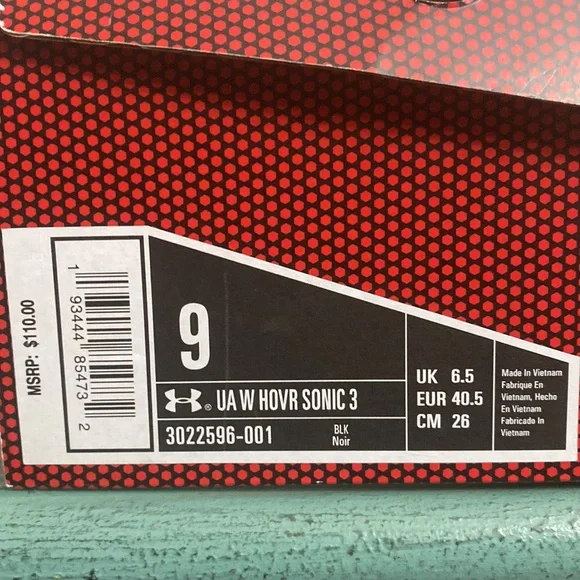 MSRP: $110.00
1 93444 85473 2
9
® UA W HOVR SONIC 3
3022596-001
BLK
Noir
UK 6.5
EUR 40.5
CM 26
Made In Vietnam
Fabrique En
Vietnam, Hecho
En Vietnam
Fabricado In
Vietnam